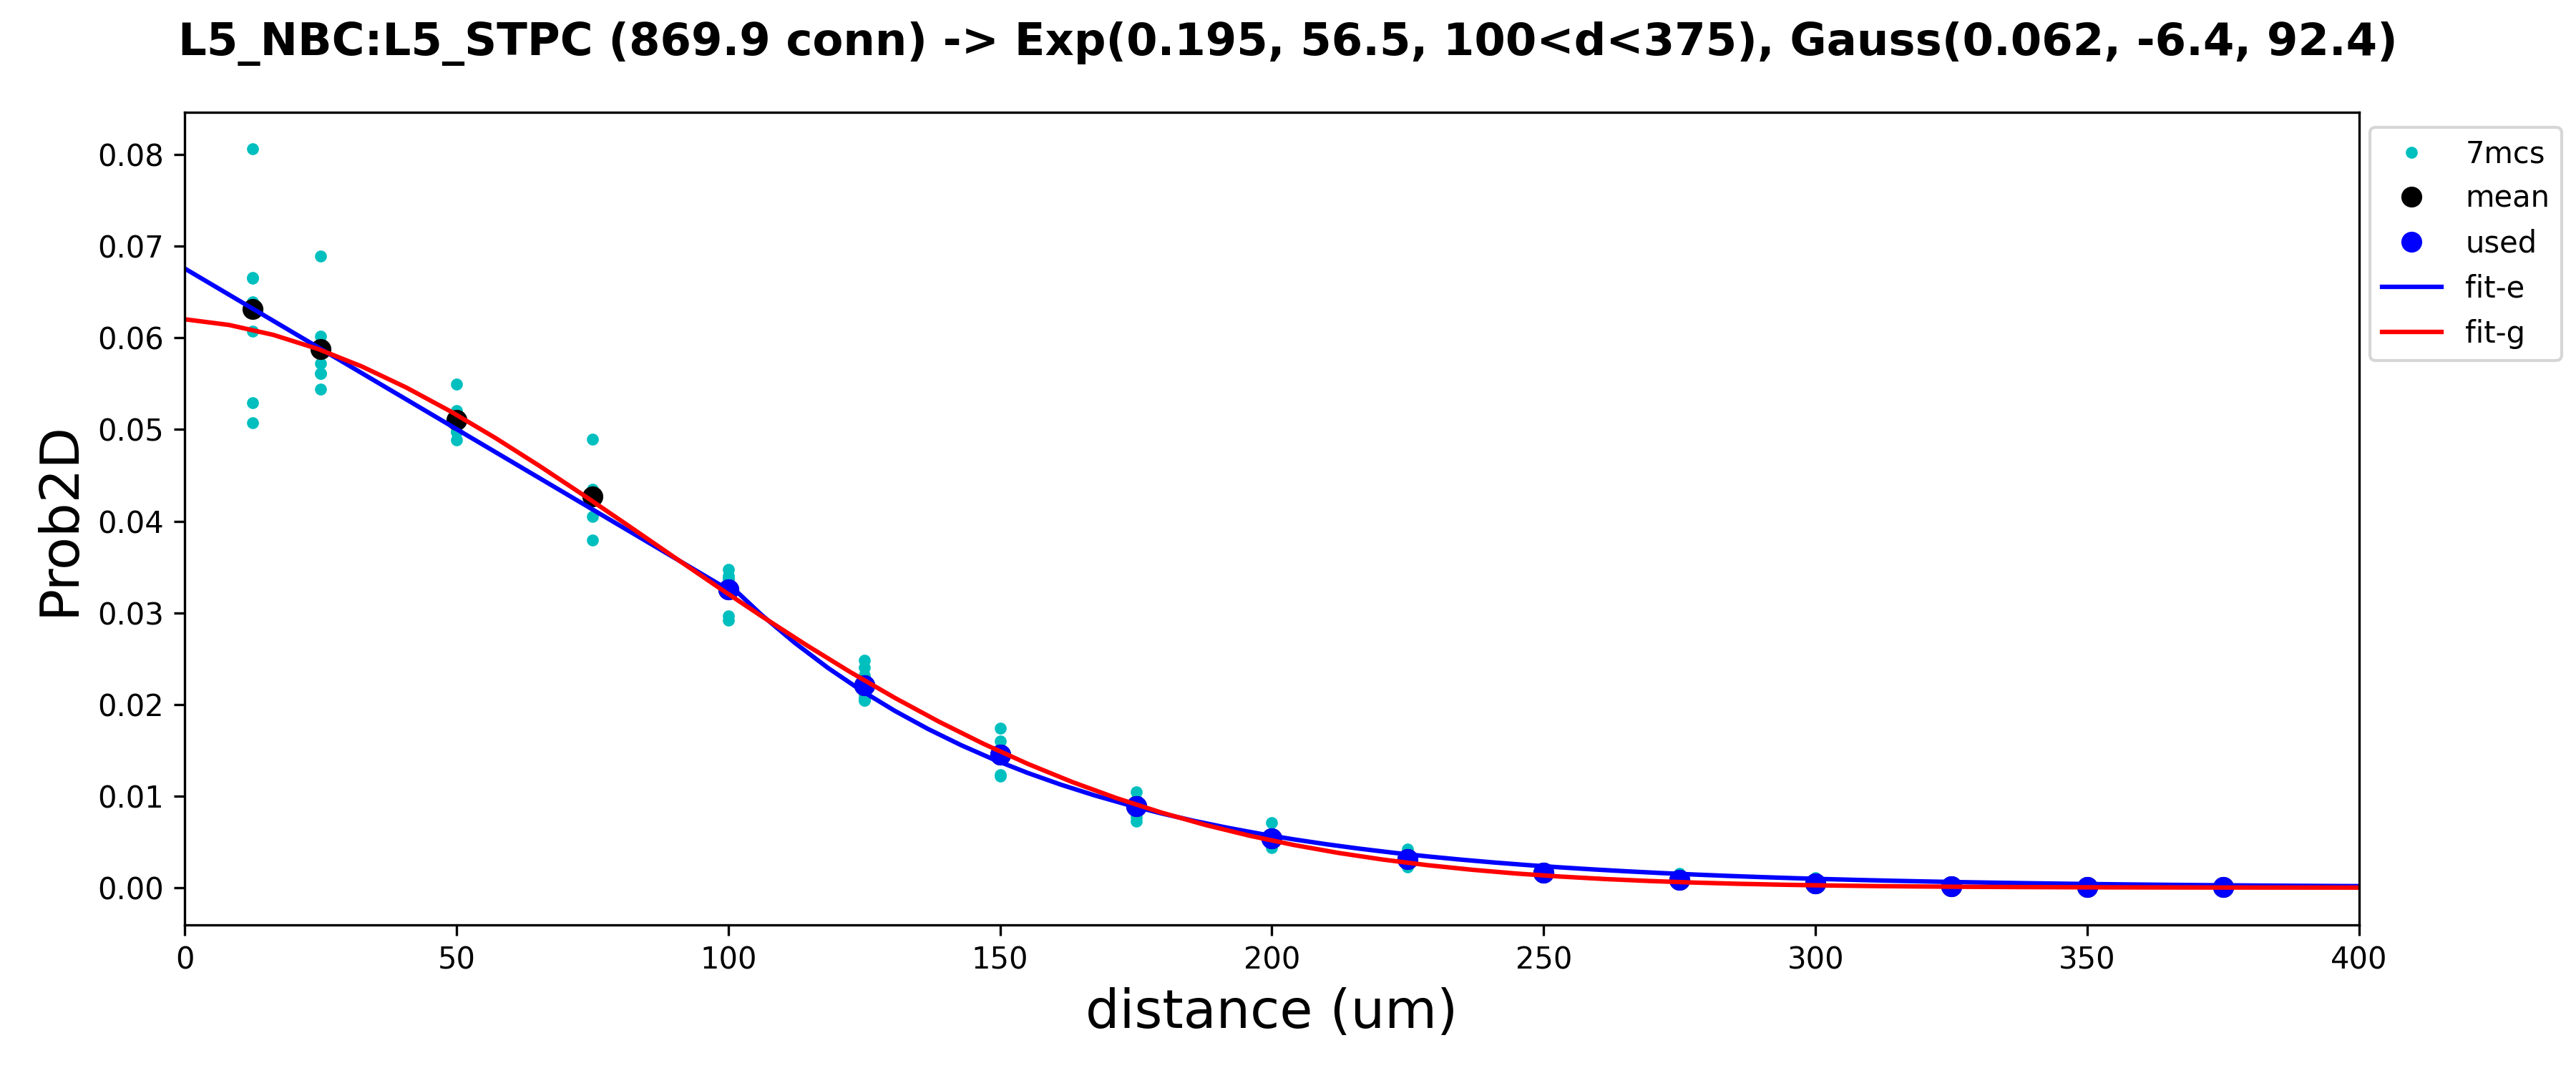 L5_NBC:L5_STPC (869.9 conn) -> Exp(0.195, 56.5, 100<d<375), Gauss(0.062, -6.4, 92.4)
0.08
0.07
0.06
0.05
0.04
0.03
0.02
0.01
0.00
Prob2D
0 50 100 150 200 250 300 350 400
distance (um)
7mcs
mean
used
fit-e
fit-g